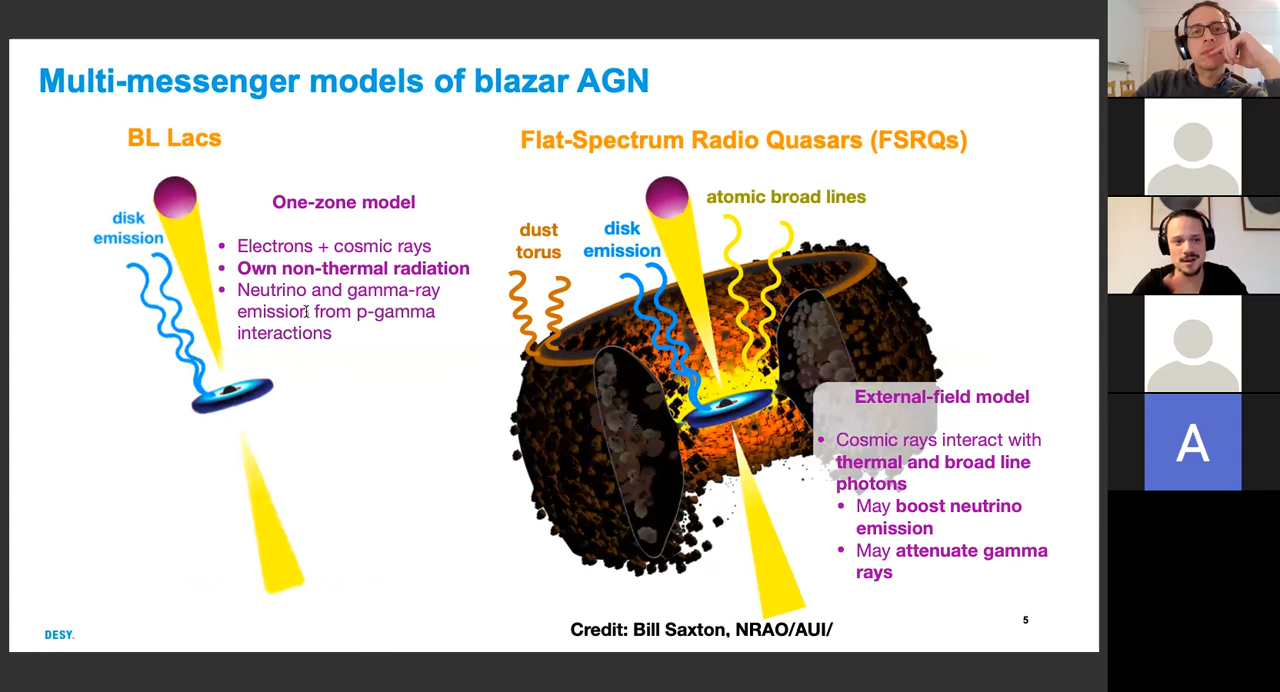 Multi-messenger models of blazar AGN
BL Lacs
disk
emission
One-zone model
• Electrons + cosmic rays
• Own non-thermal radiation
• Neutrino and gamma-ray
emission from p-gamma
interactions
Flat-Spectrum Radio Quasars (FSRQs)
dust
torus
disk
emission
atomic broad lines
External-field model
• Cosmic rays interact with
thermal and broad line
photons
• May boost neutrino
emission
• May attenuate gamma
rays
DESY.
Credit: Bill Saxton, NRAO/AUI/
5
A